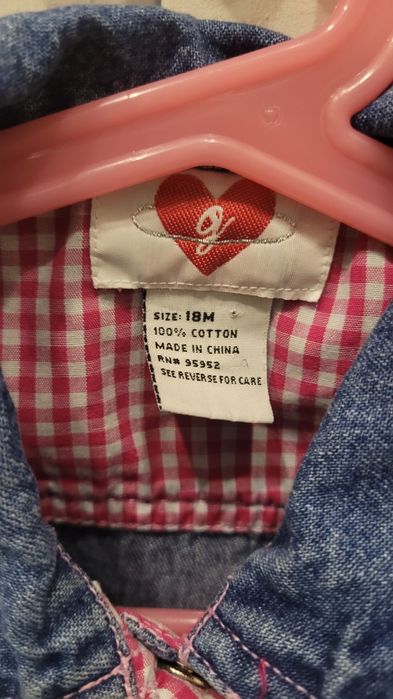 g
SIZE: 18M
100% COTTON
MADE IN CHINA
RN# 95952
SEE REVERSE FOR CARE